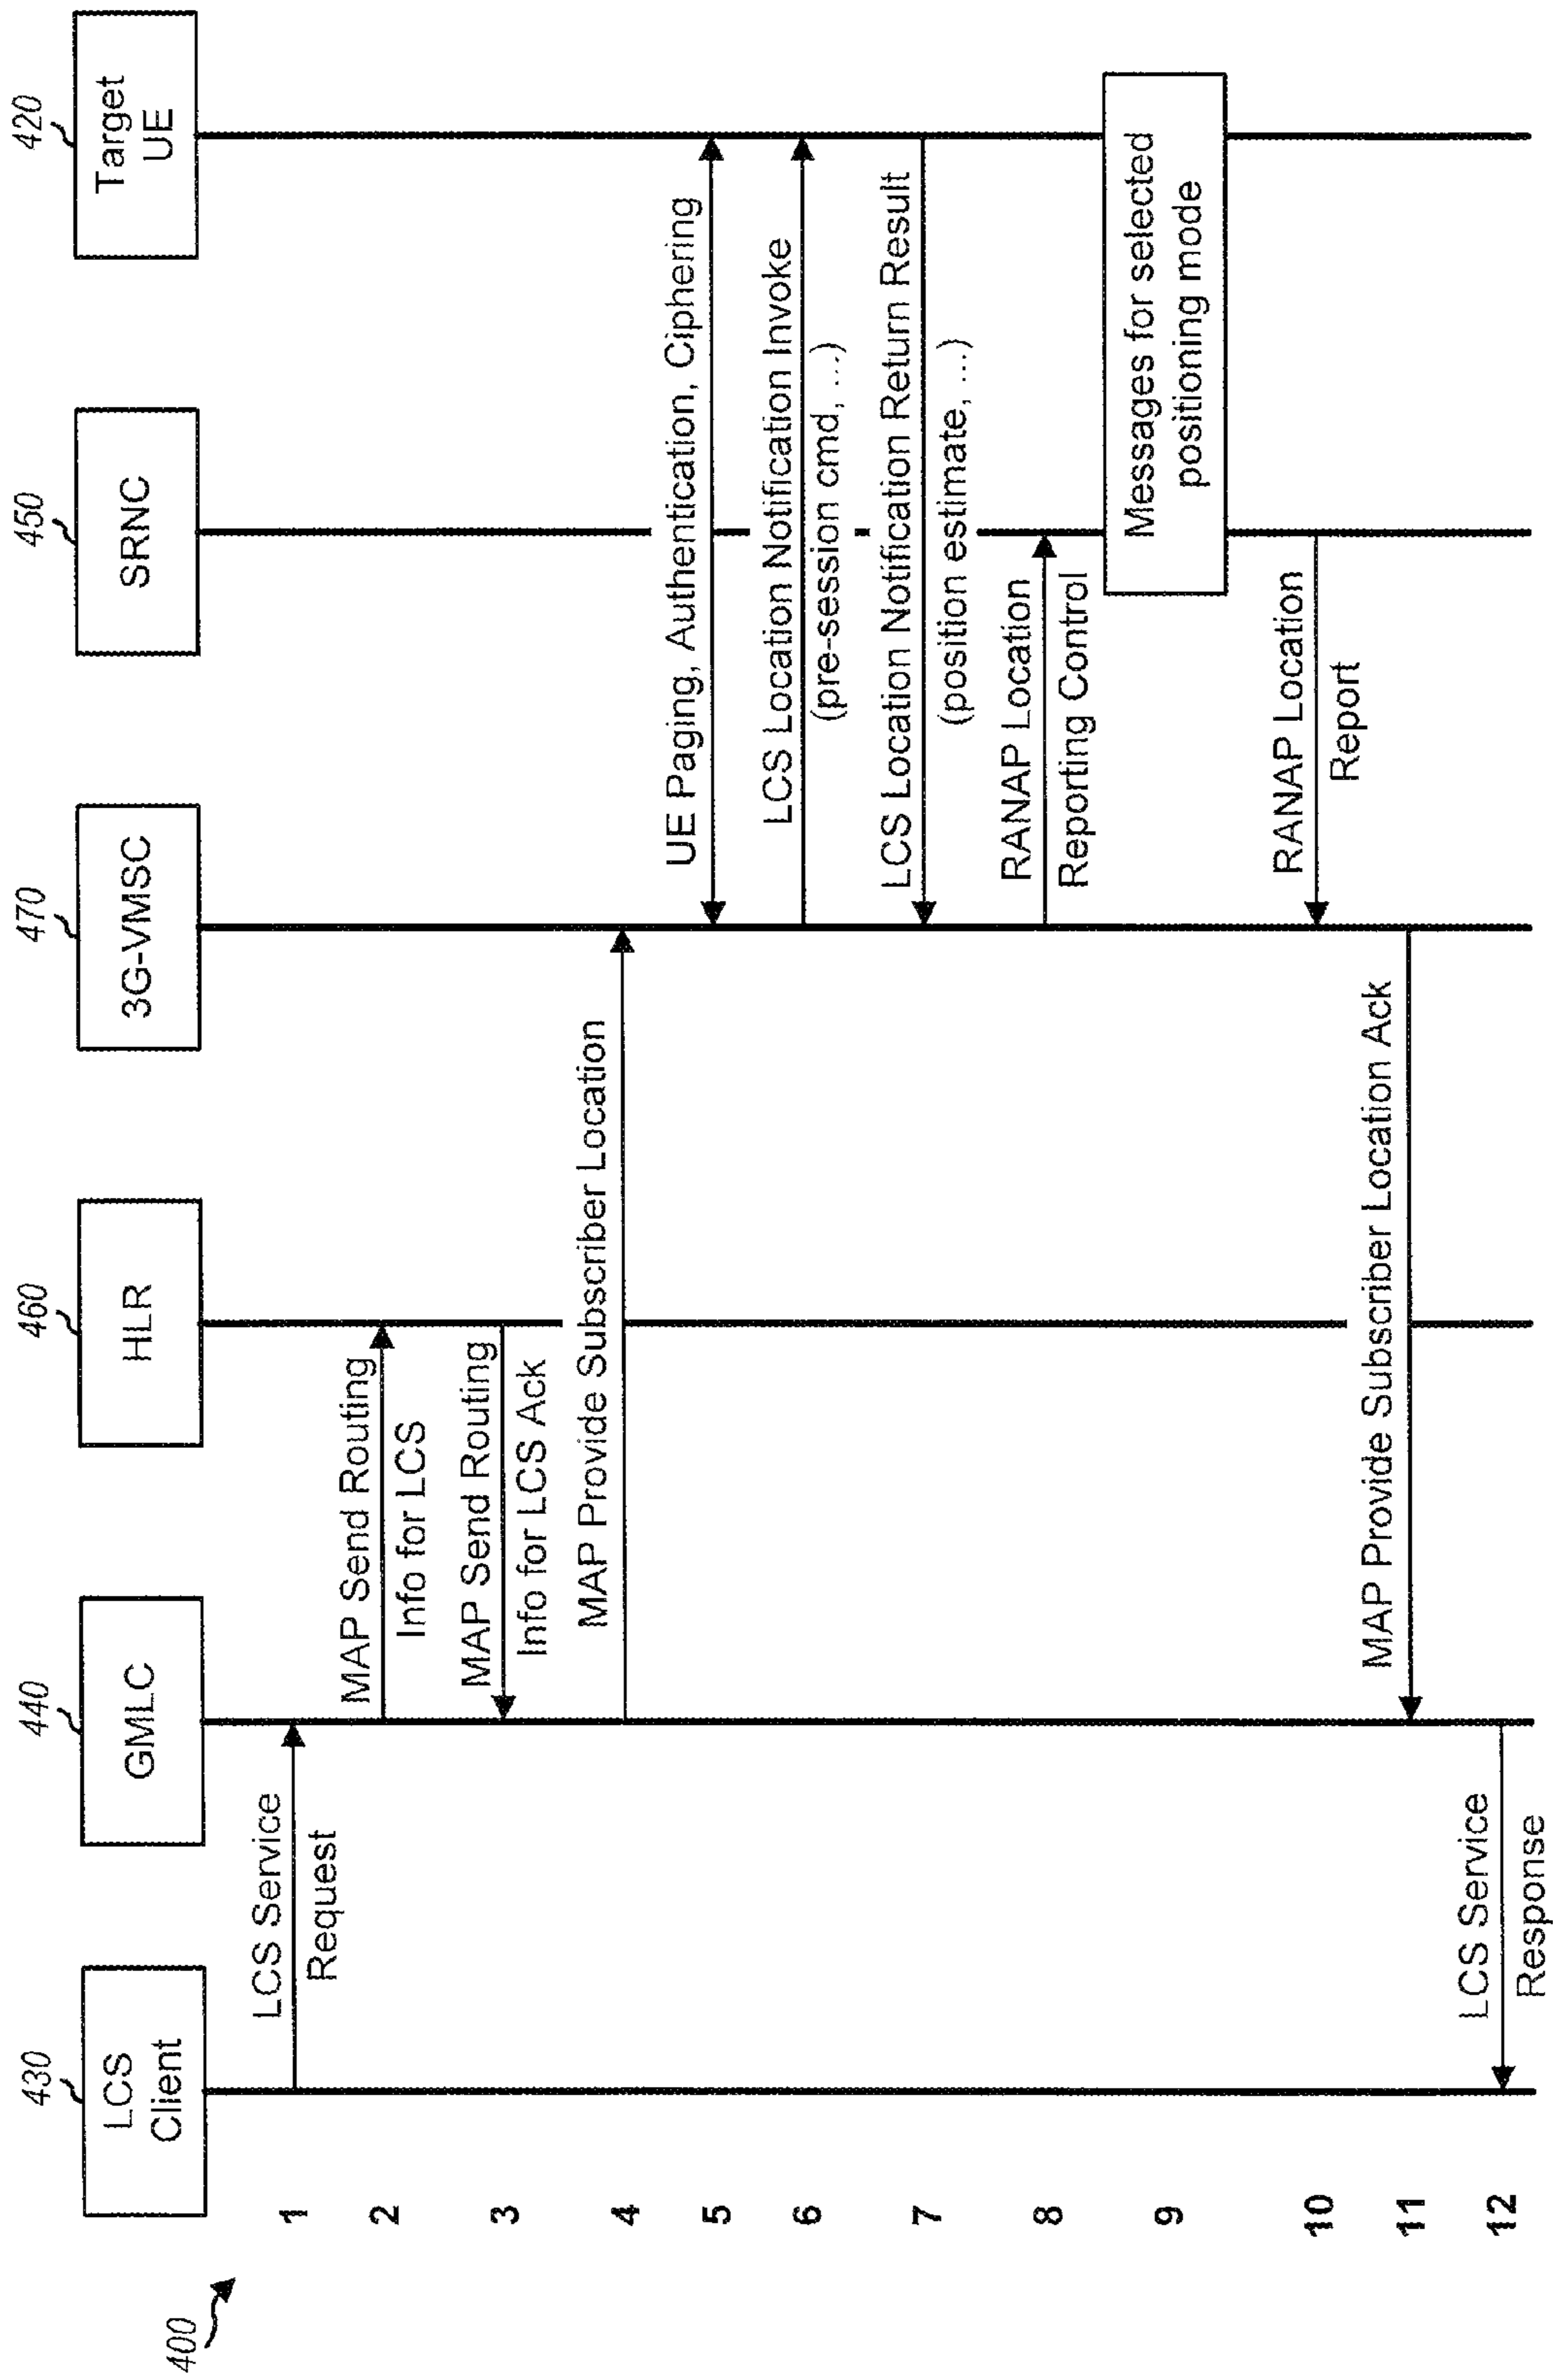 400
430
440
460
470
450
420
LCS
Client
GMLC
HLR
3G-VMSC
SRNC
Target
UE
1
LCS Service
Request
2
MAP Send Routing
Info for LCS
3
MAP Send Routing
Info for LCS Ack
4
MAP Provide Subscriber Location
5
UE Paging, Authentication, Ciphering
6
LCS Location Notification Invoke
(pre-session cmd, ...)
7
LCS Location Notification Return Result
(position estimate, ...)
8
RANAP Location
Reporting Control
9
Messages for selected
positioning mode
10
RANAP Location
Report
11
MAP Provide Subscriber Location Ack
12
LCS Service
Response